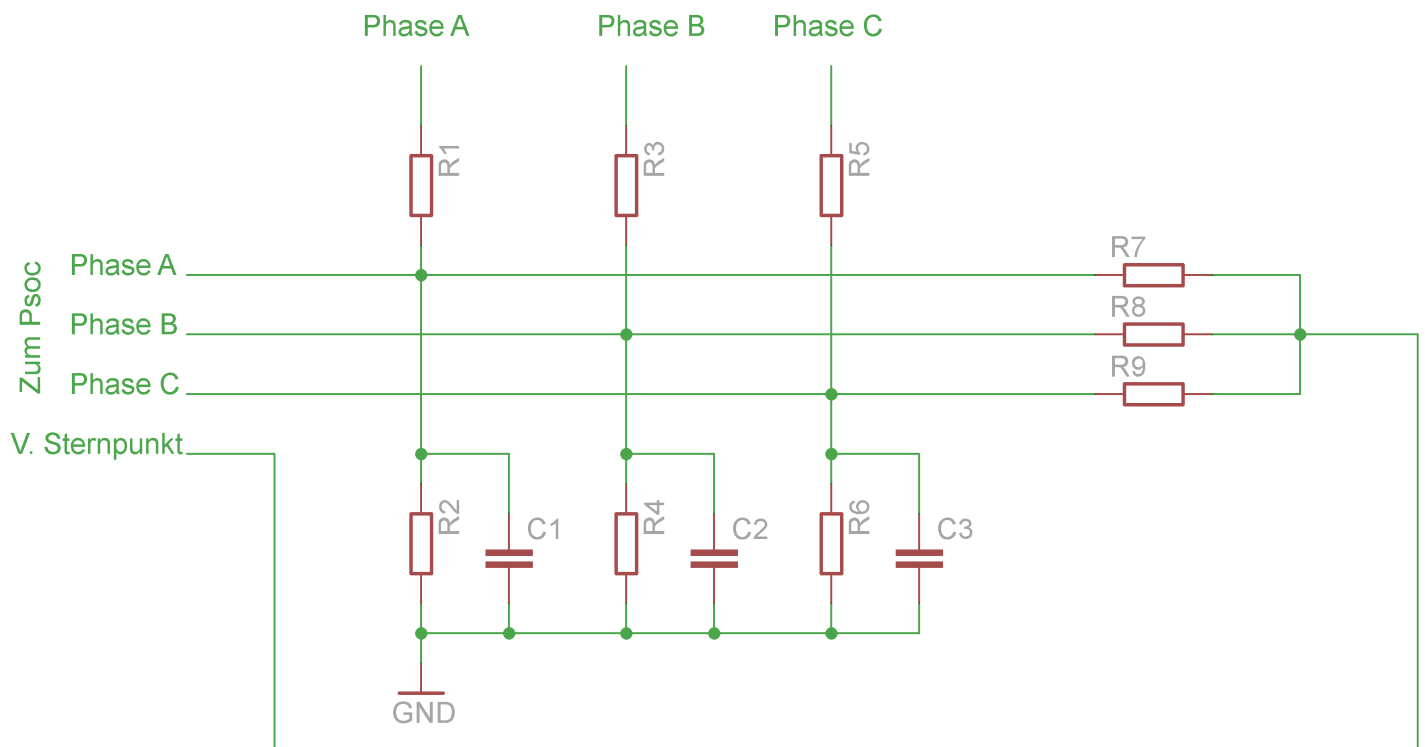 Phase A
Phase B
Phase C
R1
R3
R5
Zum Psoc
Phase A
R7
Phase B
R8
Phase C
R9
V. Sternpunkt
R2
C1
R4
C2
R6
C3
GND